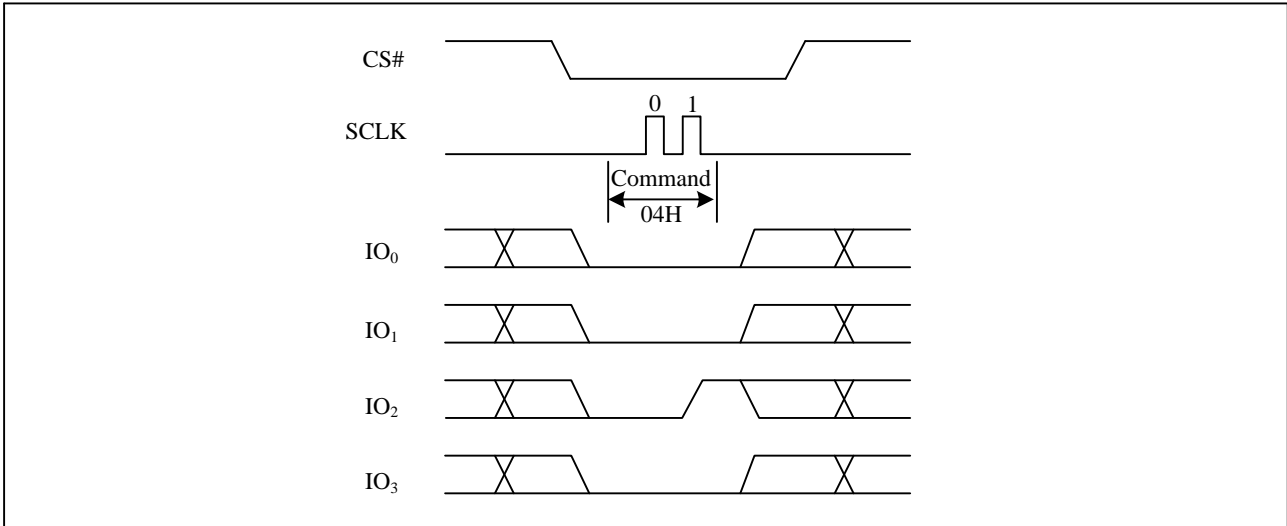 CS#
0 1
SCLK
Command
04H
IO₀
IO₁
IO₂
IO₃